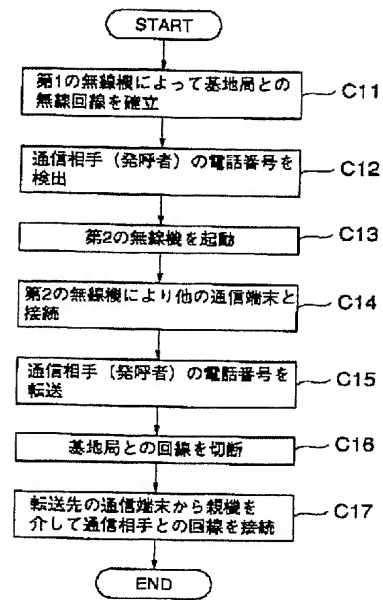 START
第1の無線機によって基地局との
無線回線を確立
C11
通信相手（発呼者）の電話番号を
検出
C12
第2の無線機を起動
C13
第2の無線機により他の通信端末と
接続
C14
通信相手（発呼者）の電話番号を
転送
C15
基地局との回線を切断
C16
転送先の通信端末から親機を
介して通信相手との回線を接続
C17
END